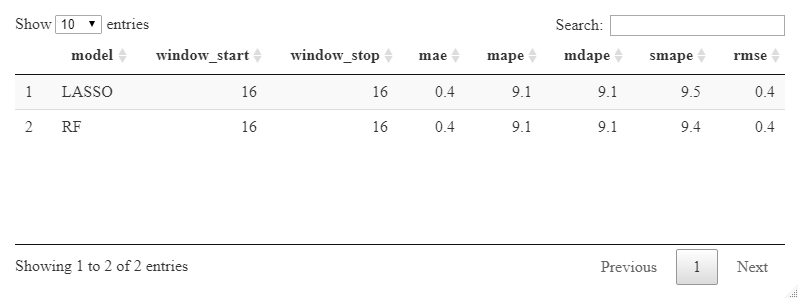 Show 10 entries Search:
model window_start window_stop mae mape mdape smape rmse
1 LASSO 16 16 0.4 9.1 9.1 9.5 0.4
2 RF 16 16 0.4 9.1 9.1 9.4 0.4
Showing 1 to 2 of 2 entries Previous 1 Next